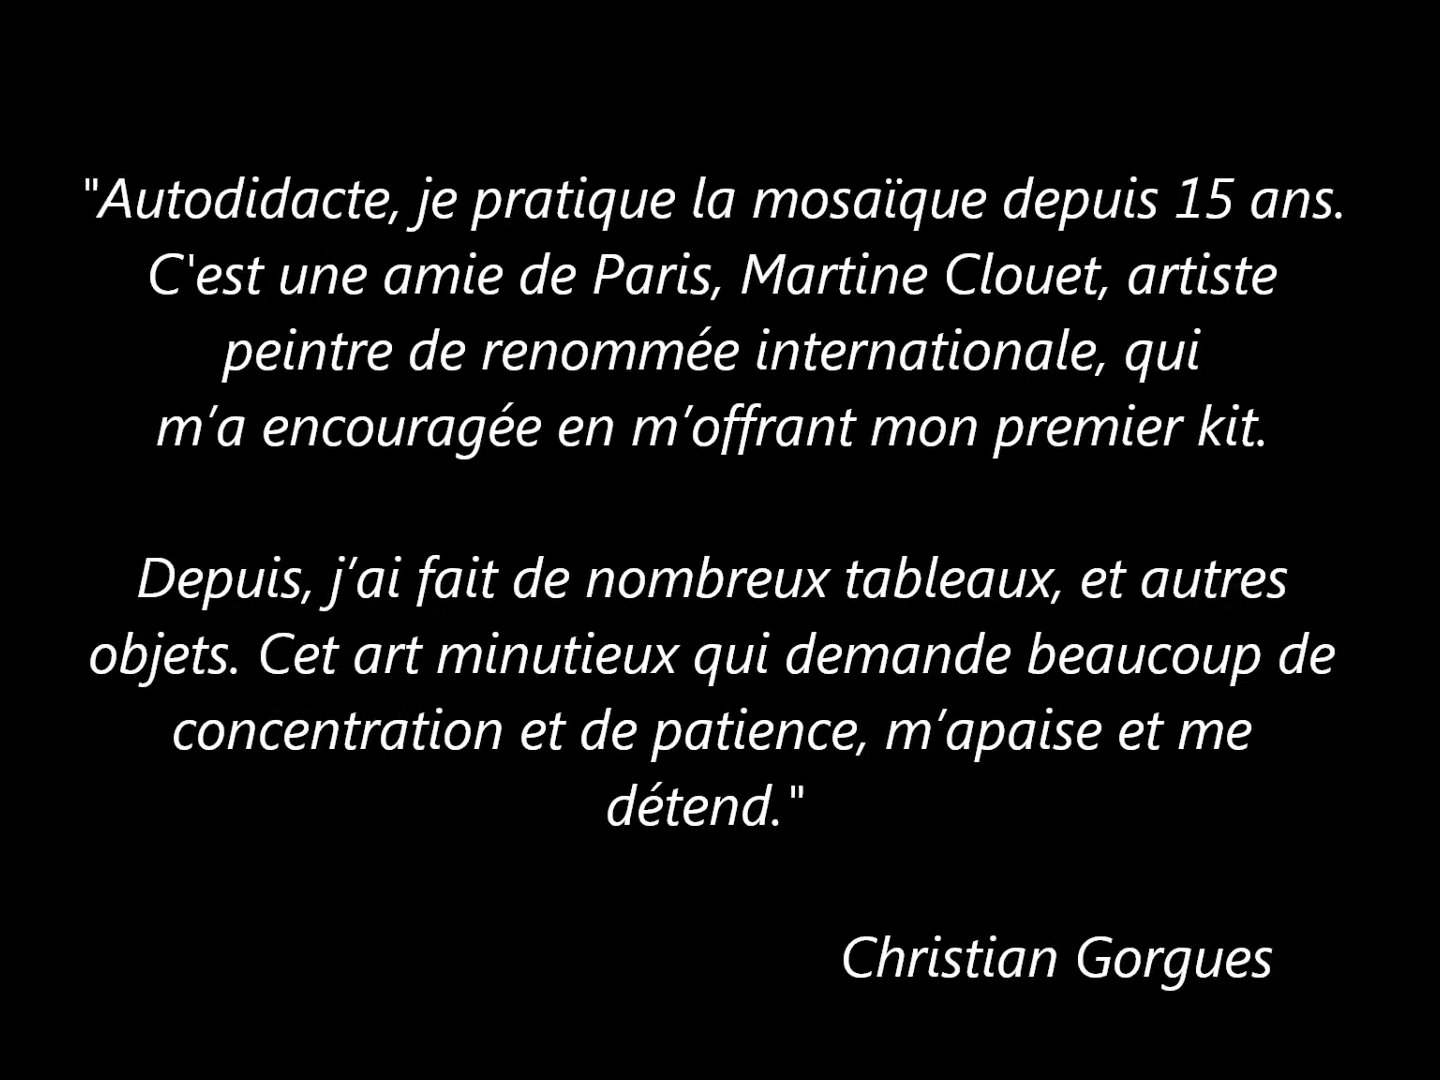 "Autodidacte, je pratique la mosaïque depuis 15 ans.
C'est une amie de Paris, Martine Clouet, artiste
peintre de renommée internationale, qui
m’a encouragée en m’offrant mon premier kit.
Depuis, j’ai fait de nombreux tableaux, et autres
objets. Cet art minutieux qui demande beaucoup de
concentration et de patience, m’apaise et me
détend."
Christian Gorgues